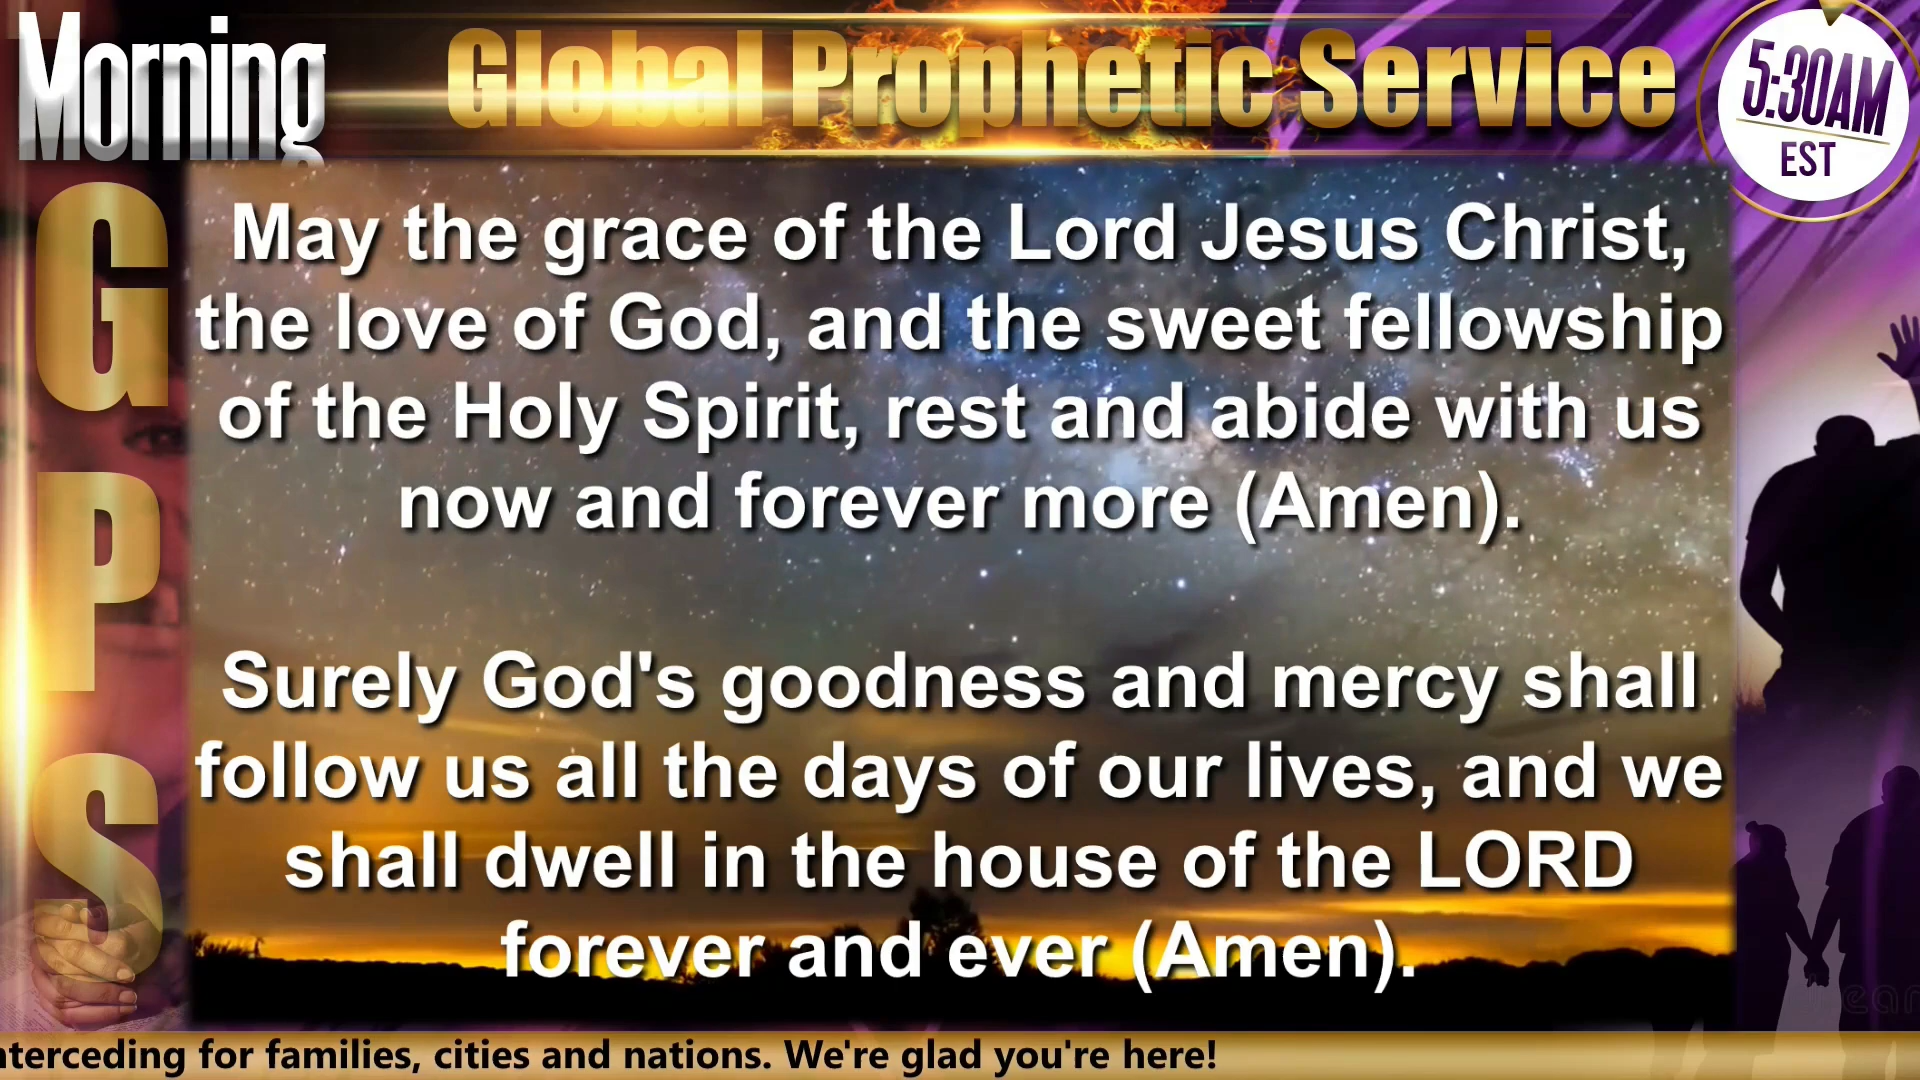 Morning
Global Prophetic Service
5:30AM
EST
G
P
S
May the grace of the Lord Jesus Christ,
the love of God, and the sweet fellowship
of the Holy Spirit, rest and abide with us
now and forever more (Amen).
Surely God's goodness and mercy shall
follow us all the days of our lives, and we
shall dwell in the house of the LORD
forever and ever (Amen).
nterceding for families, cities and nations. We're glad you're here!